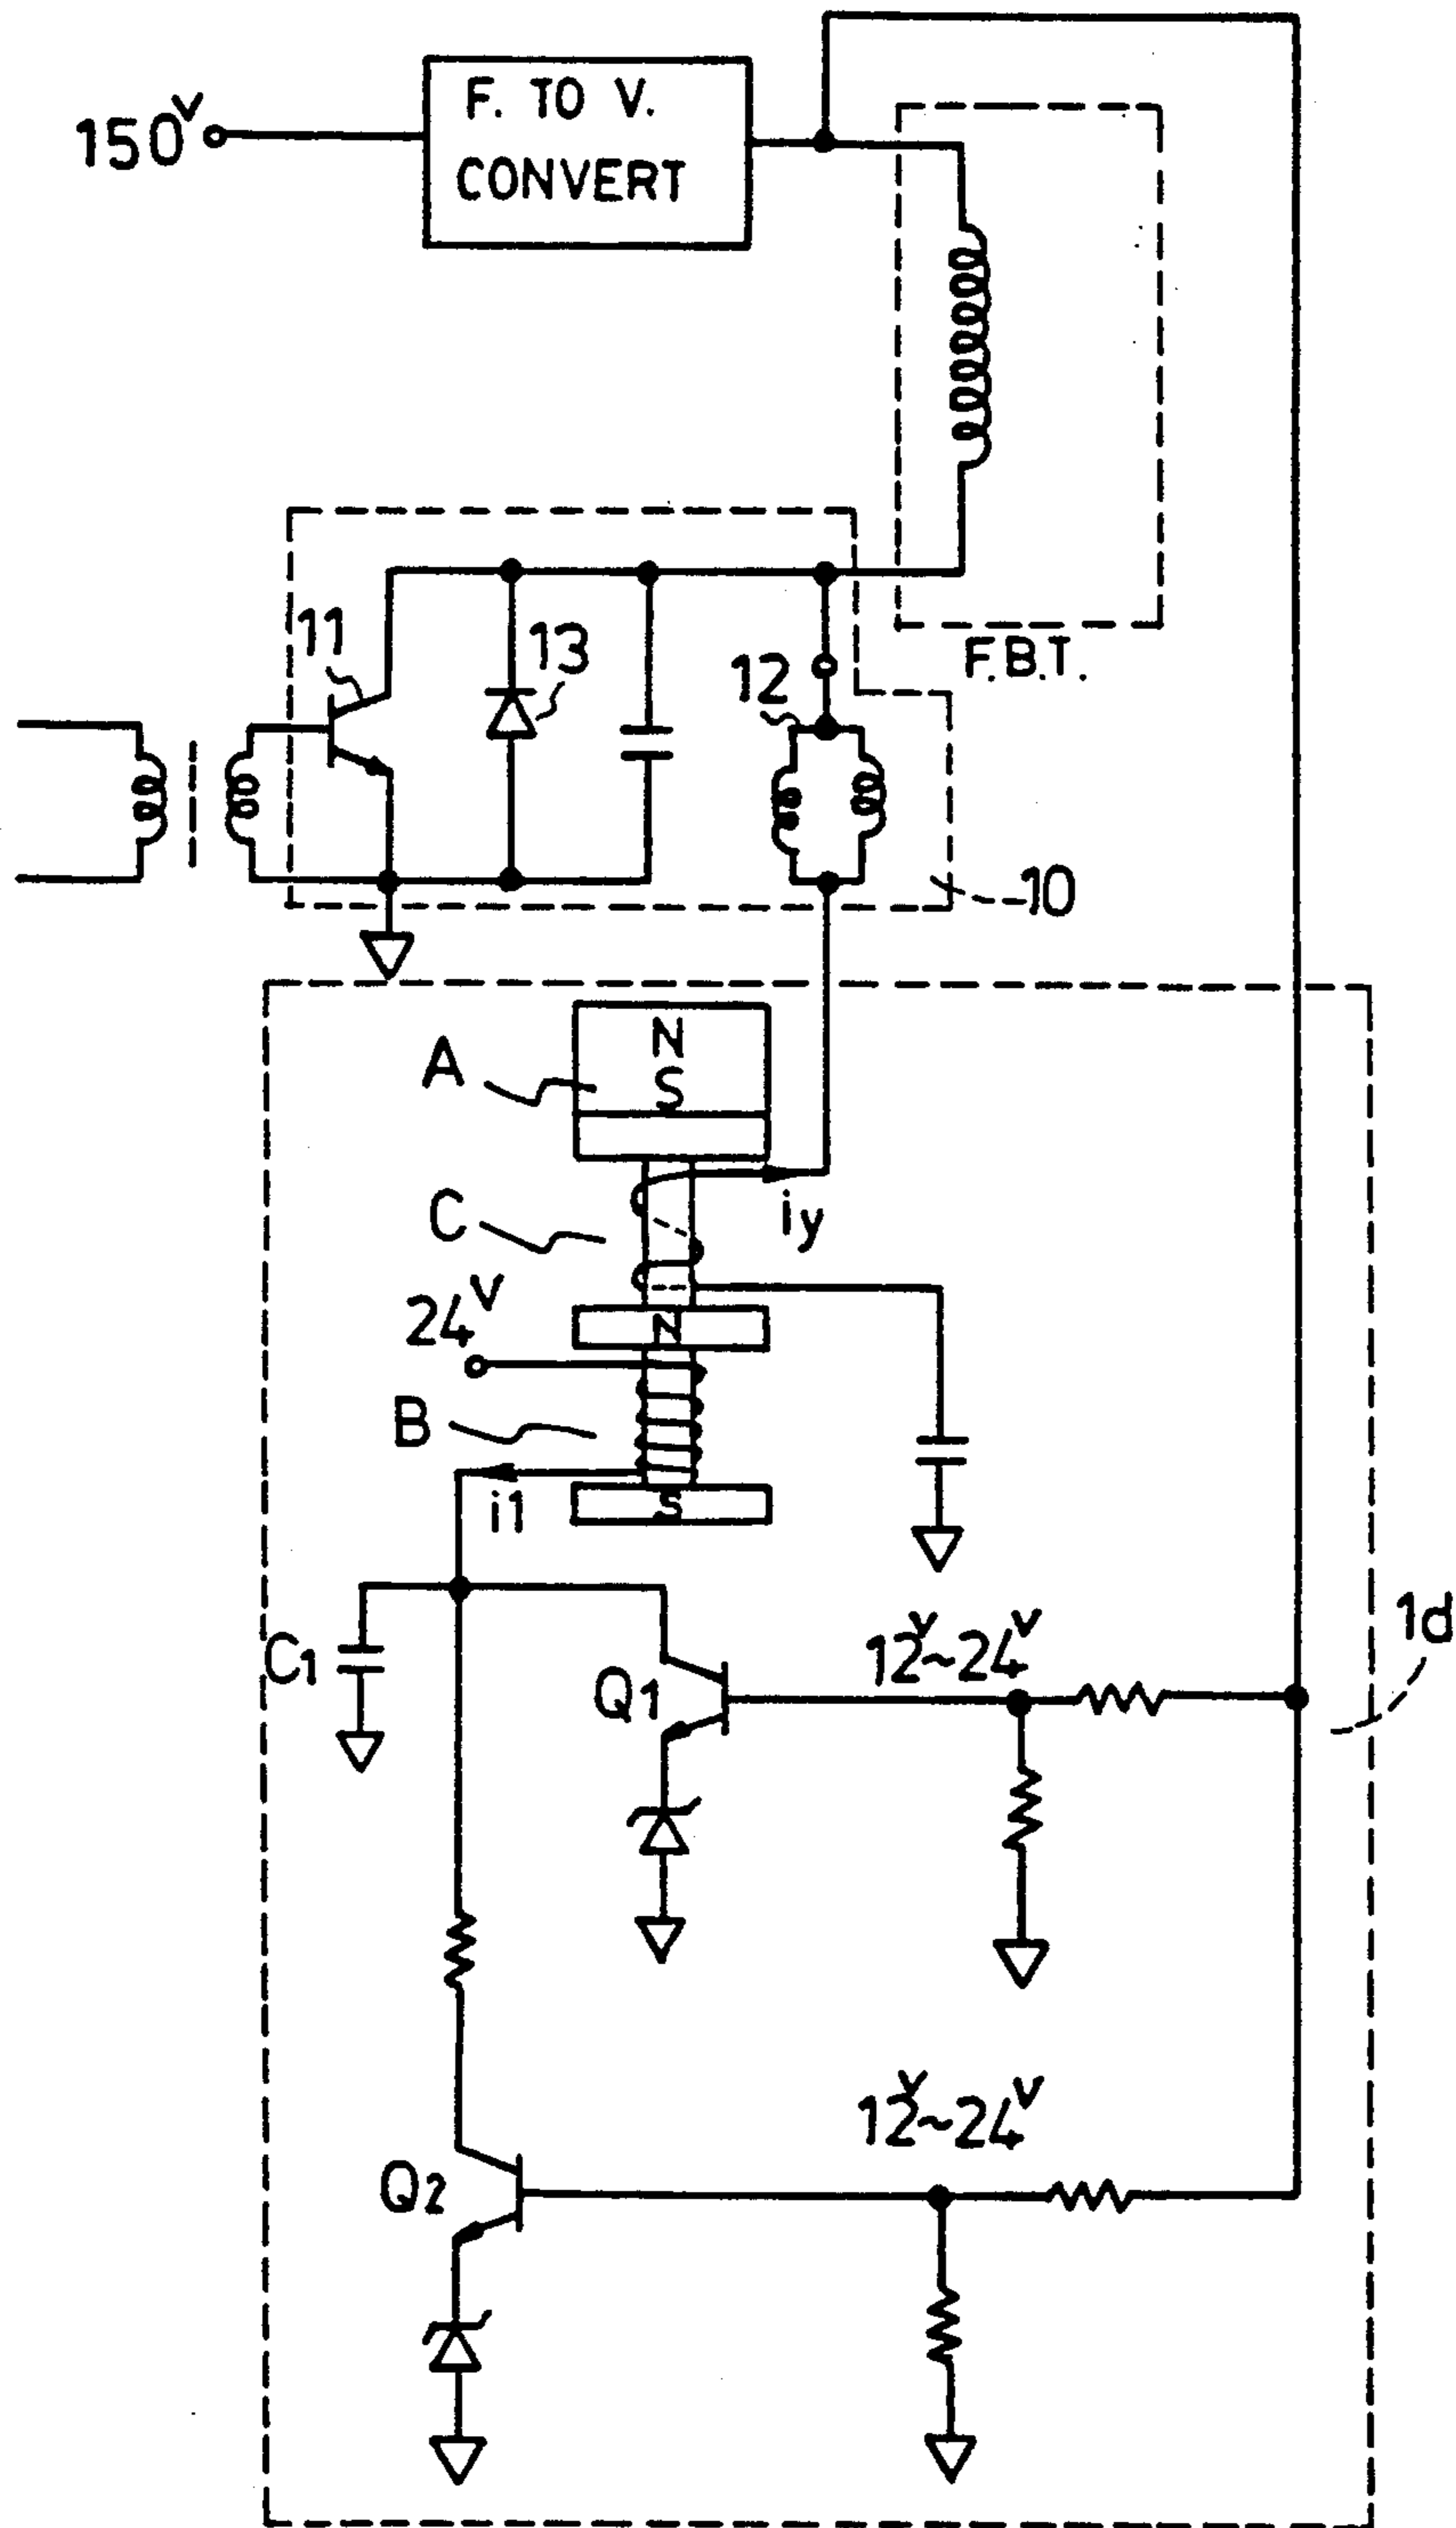 F. TO V.
CONVERT
150V
F.B.T.
11
13
12
10
N
S
A
C
iy
24V
N
B
i1
S
C1
Q1
12V~24V
1d
Q2
12V~24V